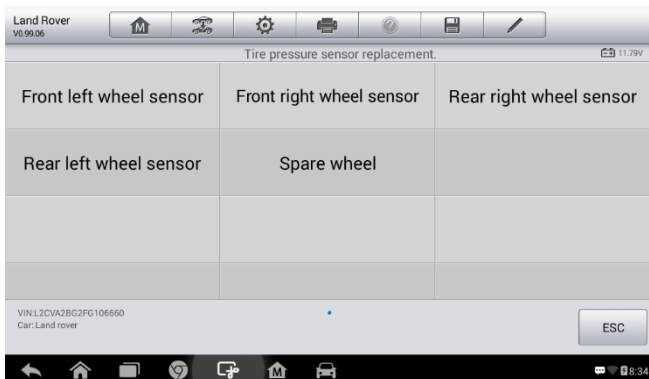 Land Rover
V0.99.06
Tire pressure sensor replacement.
11.79V
Front left wheel sensor
Front right wheel sensor
Rear right wheel sensor
Rear left wheel sensor
Spare wheel
VIN:L2CVA2BG2FG106660
Car: Land rover
ESC
8:34